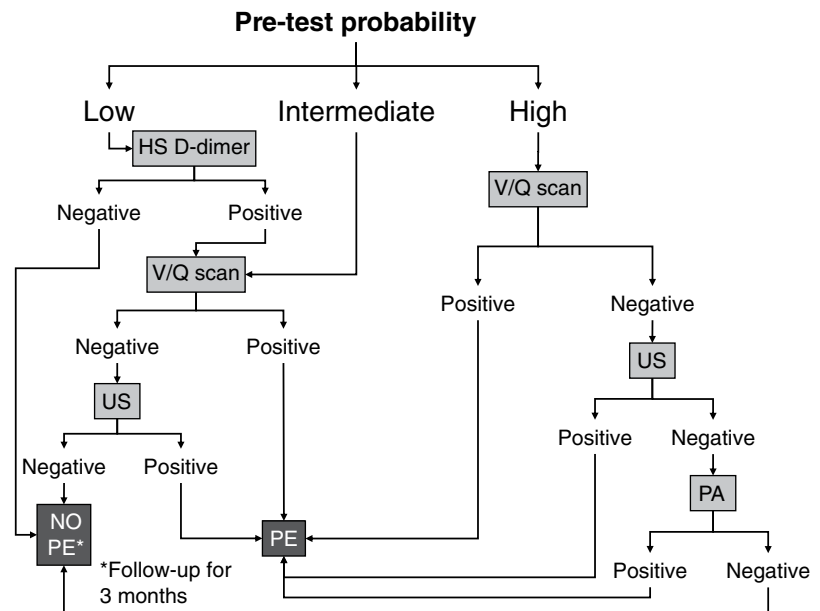 Pre-test probability
Low
Intermediate
High
HS D-dimer
V/Q scan
Negative
Positive
V/Q scan
Positive
Negative
Negative
Positive
US
US
Positive
Negative
Negative
Positive
PA
NO
PE*
PE
*Follow-up for
3 months
Positive
Negative